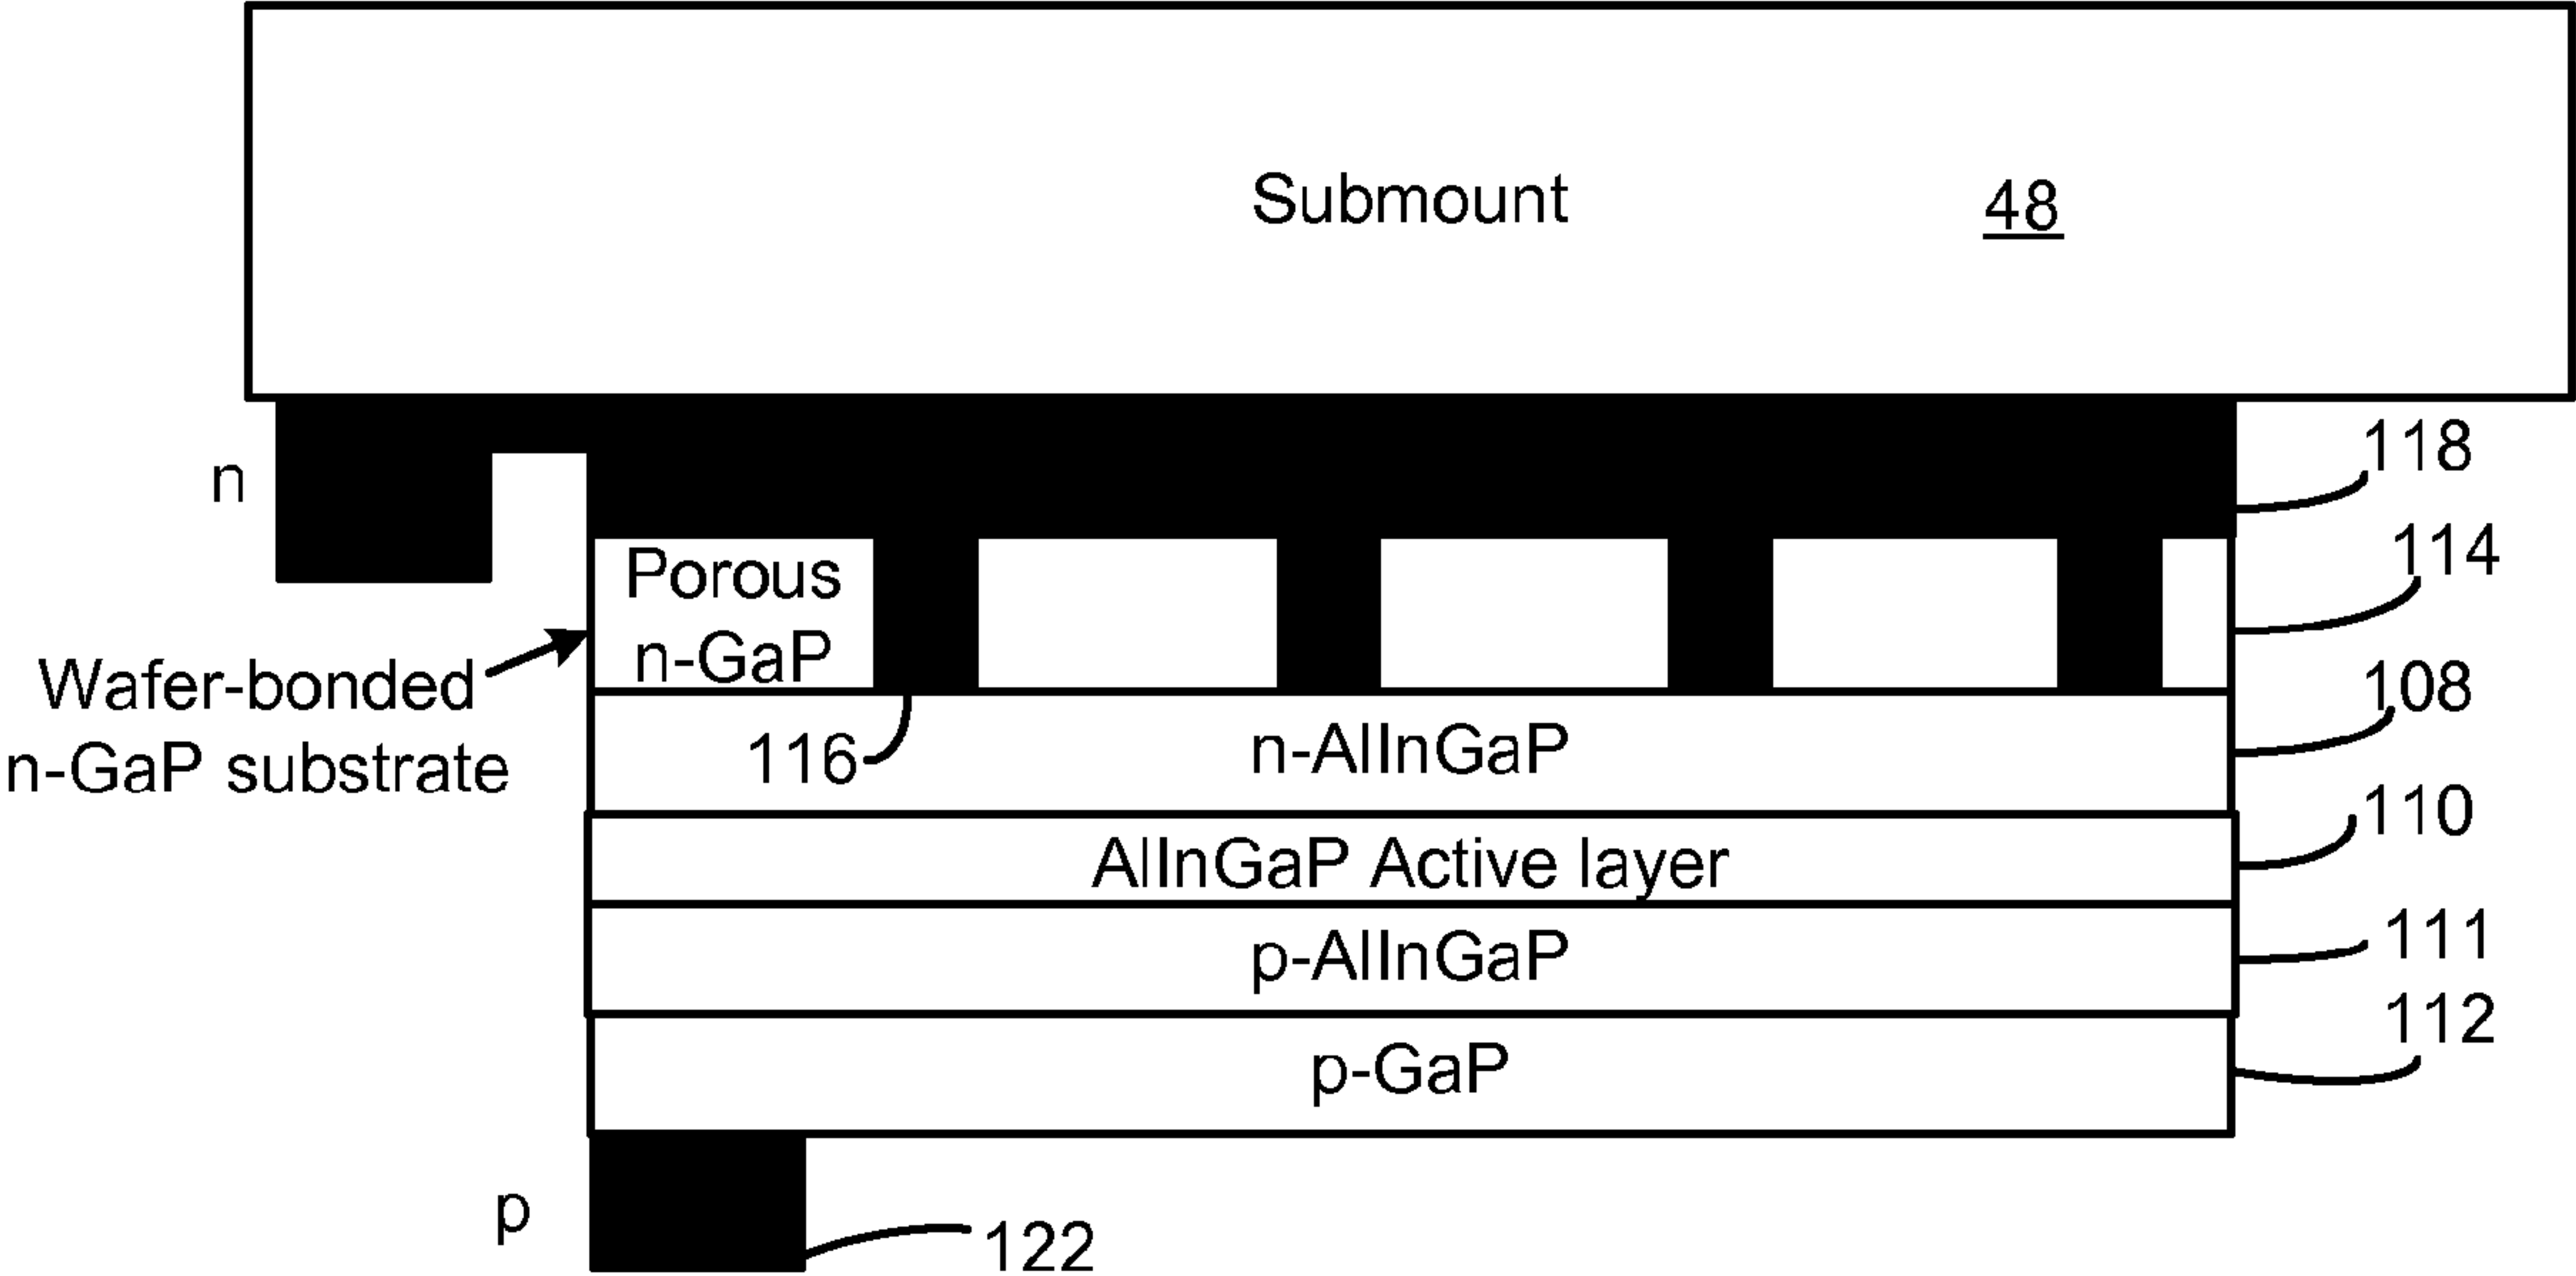 Submount
48
n
118
Porous
n-GaP
114
Wafer-bonded
n-GaP substrate
116
n-AlInGaP
108
AlInGaP Active layer
110
p-AlInGaP
111
p-GaP
112
p
122